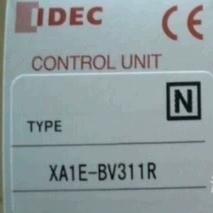 IDEC CE
CONTROL UNIT
N
TYPE
XA1E-BV311R